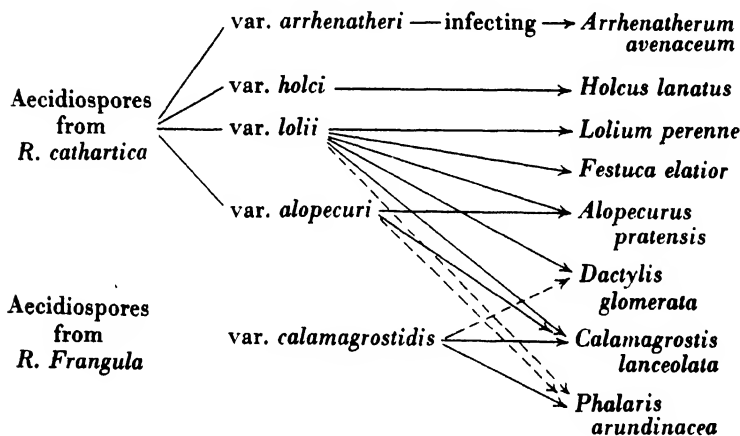 var. arrhenatheri — infecting → Arrhenatherum
avenaceum
var. holci
Holcus lanatus
Aecidiospores
from
R. cathartica
var. lolii
Lolium perenne
Festuca elatior
var. alopecuri
Alopecurus
pratensis
Dactylis
glomerata
Aecidiospores
from
R. Frangula
var. calamagrostidis
Calamagrostis
lanceolata
Phalaris
arundinacea